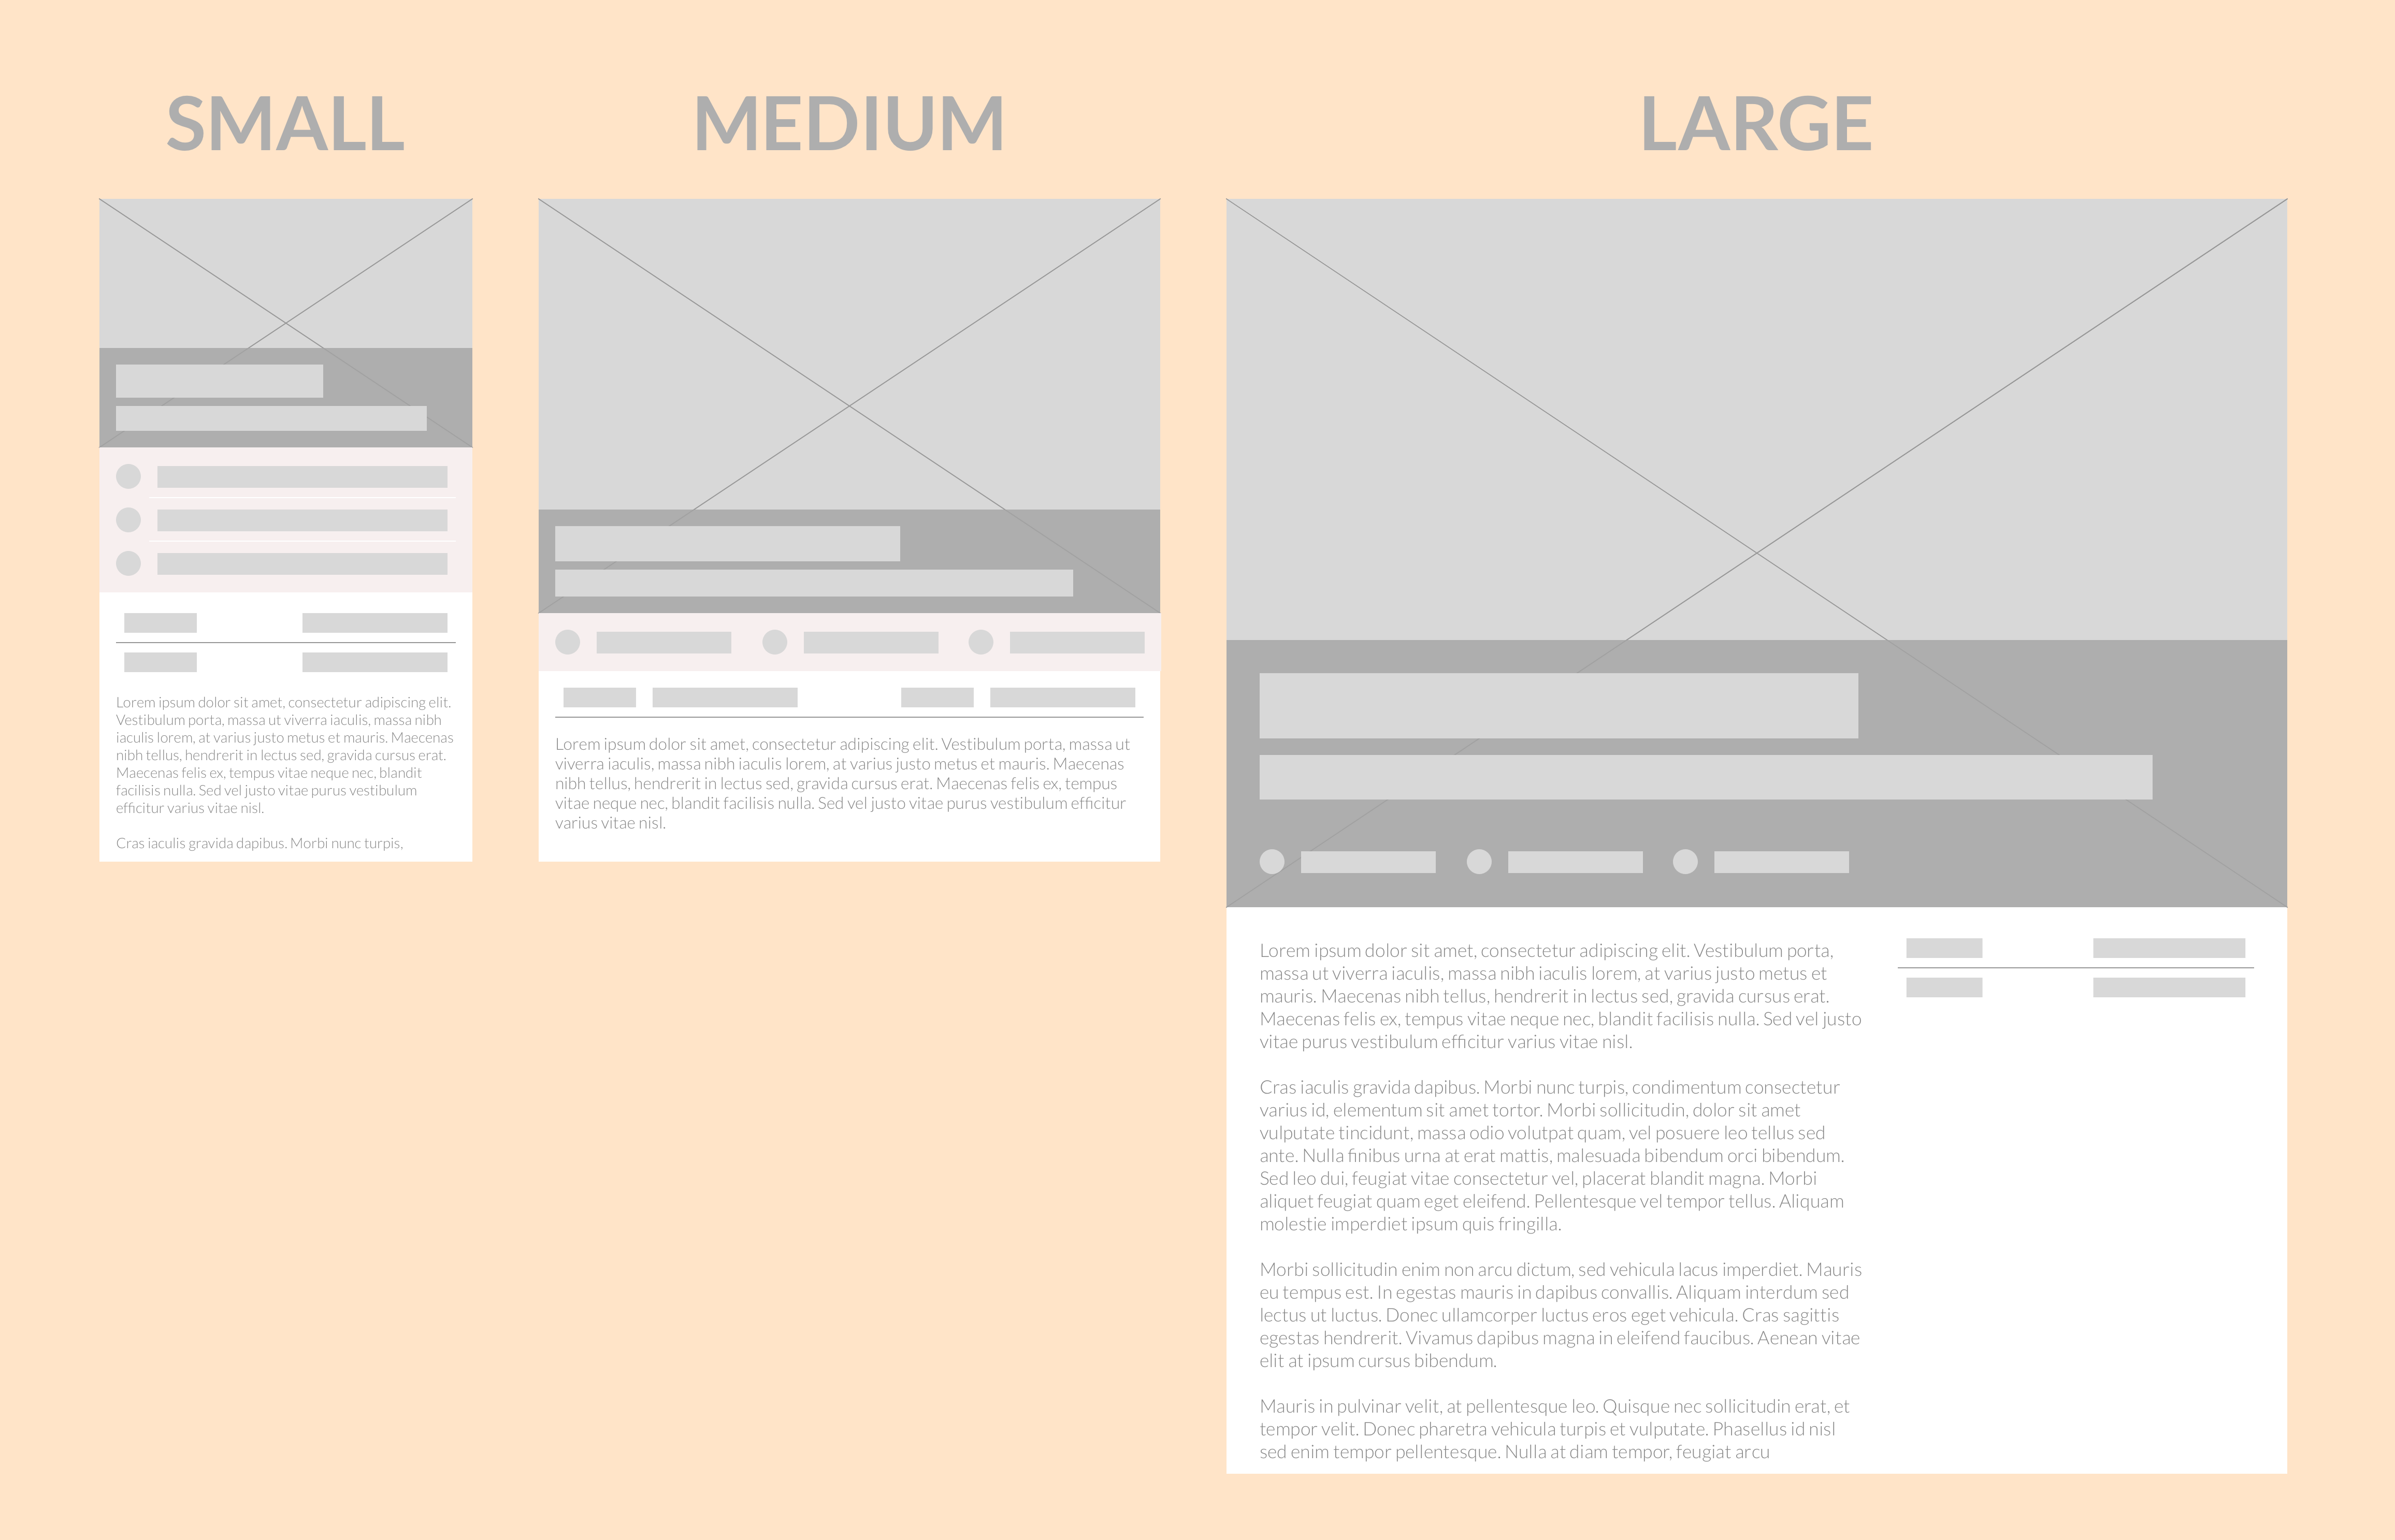 SMALL
Lorem ipsum dolor sit amet, consectetur adipiscing elit.
Vestibulum porta, massa ut viverra iaculis, massa nibh
iaculis lorem, at varius justo metus et mauris. Maecenas
nibh tellus, hendrerit in lectus sed, gravida cursus erat.
Maecenas felis ex, tempus vitae neque nec, blandit
facilisis nulla. Sed vel justo vitae purus vestibulum
efficitur varius vitae nisl.
Cras iaculis gravida dapibus. Morbi nunc turpis,
MEDIUM
Lorem ipsum dolor sit amet, consectetur adipiscing elit. Vestibulum porta, massa ut
viverra iaculis, massa nibh iaculis lorem, at varius justo metus et mauris. Maecenas
nibh tellus, hendrerit in lectus sed, gravida cursus erat. Maecenas felis ex, tempus
vitae neque nec, blandit facilisis nulla. Sed vel justo vitae purus vestibulum efficitur
varius vitae nisl.
LARGE
Lorem ipsum dolor sit amet, consectetur adipiscing elit. Vestibulum porta,
massa ut viverra iaculis, massa nibh iaculis lorem, at varius justo metus et
mauris. Maecenas nibh tellus, hendrerit in lectus sed, gravida cursus erat.
Maecenas felis ex, tempus vitae neque nec, blandit facilisis nulla. Sed vel justo
vitae purus vestibulum efficitur varius vitae nisl.
Cras iaculis gravida dapibus. Morbi nunc turpis, condimentum consectetur
varius id, elementum sit amet tortor. Morbi sollicitudin, dolor sit amet
vulputate tincidunt, massa odio volutpat quam, vel posuere leo tellus sed
ante. Nulla finibus urna at erat mattis, malesuada bibendum orci bibendum.
Sed leo dui, feugiat vitae consectetur vel, placerat blandit magna. Morbi
aliquet feugiat quam eget eleifend. Pellentesque vel tempor tellus. Aliquam
molestie imperdiet ipsum quis fringilla.
Morbi sollicitudin enim non arcu dictum, sed vehicula lacus imperdiet. Mauris
eu tempus est. In egestas mauris in dapibus convallis. Aliquam interdum sed
lectus ut luctus. Donec ullamcorper luctus eros eget vehicula. Cras sagittis
egestas hendrerit. Vivamus dapibus magna in eleifend faucibus. Aenean vitae
elit at ipsum cursus bibendum.
Mauris in pulvinar velit, at pellentesque leo. Quisque nec sollicitudin erat, et
tempor velit. Donec pharetra vehicula turpis et vulputate. Phasellus id nisl
sed enim tempor pellentesque. Nulla at diam tempor, feugiat arcu